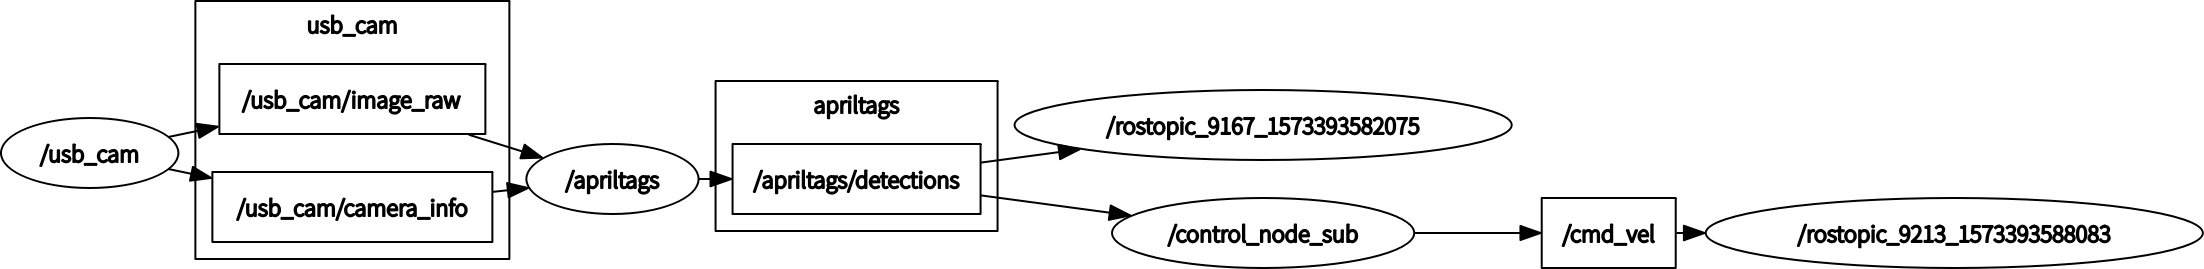 usb_cam
/usb_cam/image_raw
/usb_cam
/usb_cam/camera_info
/apriltags
apriltags
/apriltags/detections
/rostopic_9167_1573393582075
/control_node_sub
/cmd_vel
/rostopic_9213_1573393588083